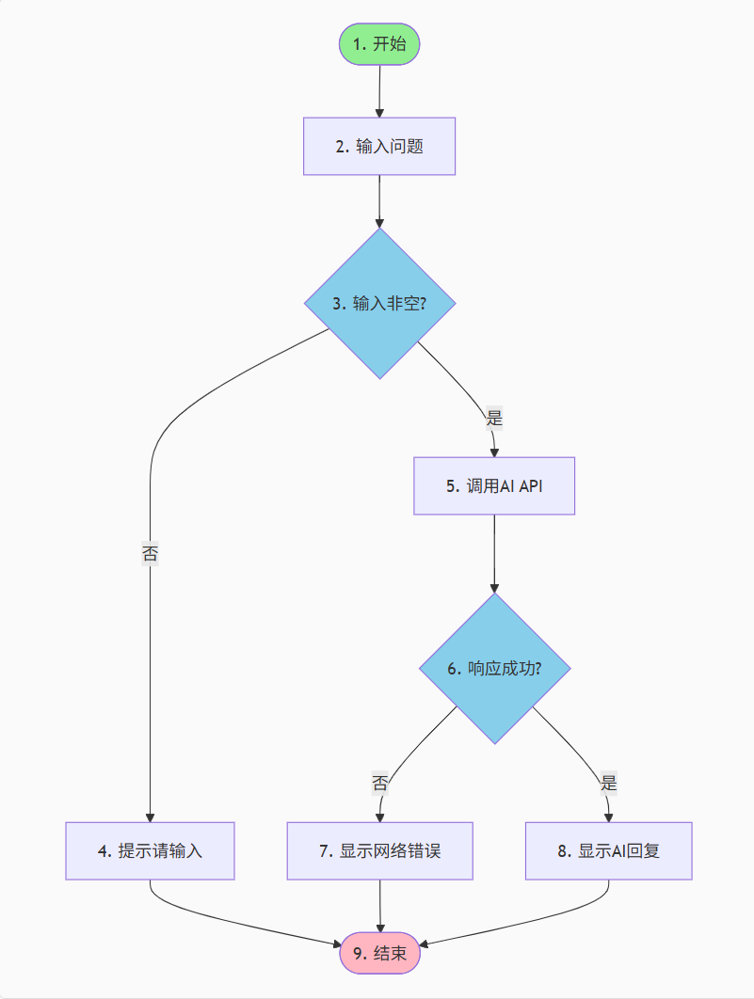 1. 开始
2. 输入问题
3. 输入非空?
是
5. 调用AI API
否
6. 响应成功?
否
是
4. 提示请输入
7. 显示网络错误
8. 显示AI回复
9. 结束